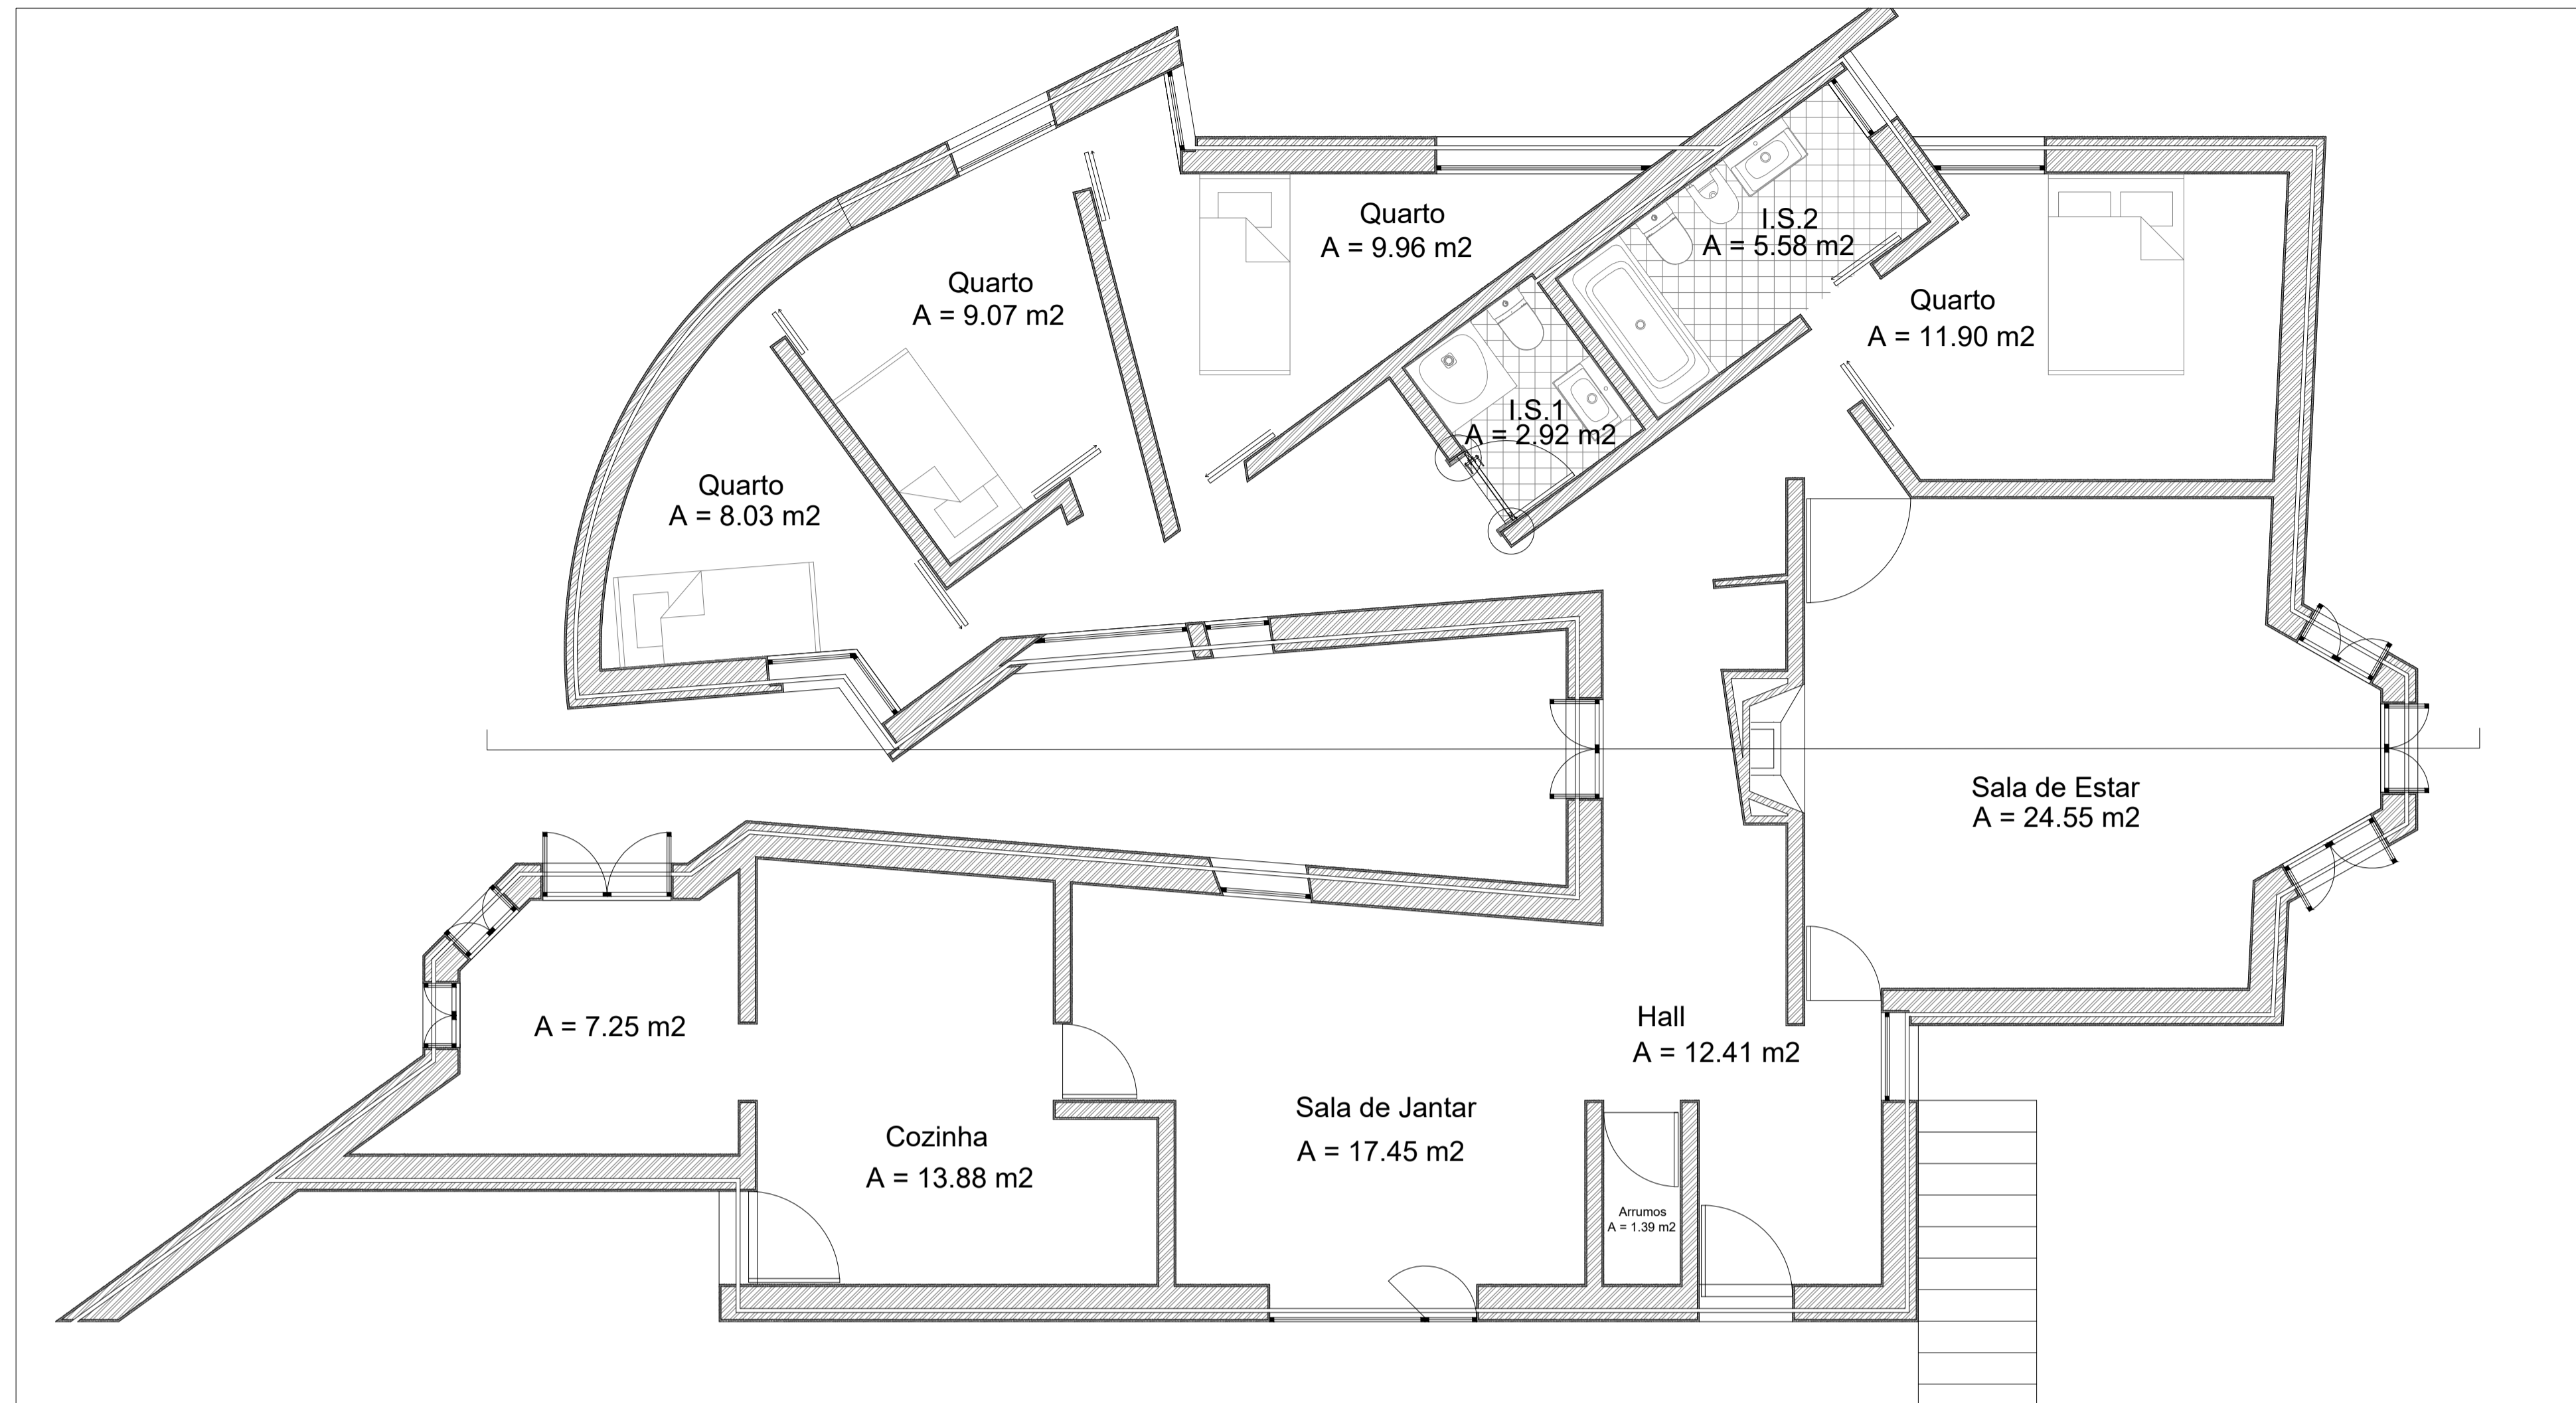 Quarto
A = 9.96 m2
I.S.2
A = 5.58 m2
Quarto
A = 9.07 m2
Quarto
A = 11.90 m2
I.S.1
A = 2.92 m2
Quarto
A = 8.03 m2
Sala de Estar
A = 24.55 m2
A = 7.25 m2
Hall
A = 12.41 m2
Sala de Jantar
A = 17.45 m2
Cozinha
A = 13.88 m2
Arrumos
A = 1.39 m2